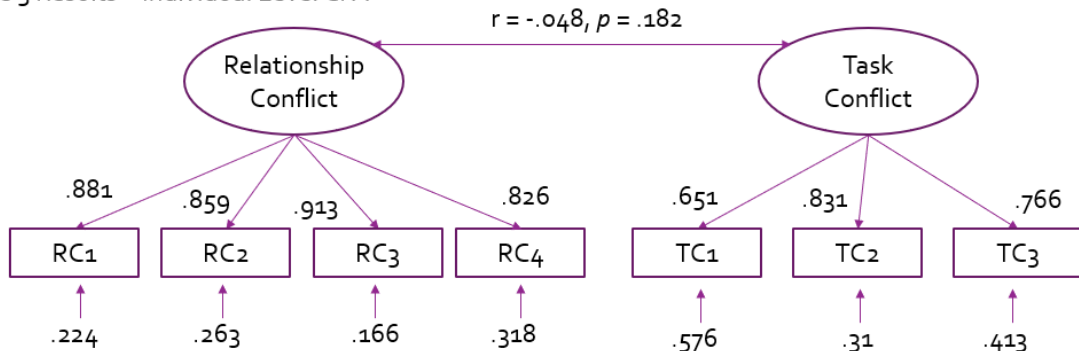 r = -.048, p = .182
Relationship
Conflict
Task
Conflict
.881
.859
.913
.826
.651
.831
.766
RC1
RC2
RC3
RC4
TC1
TC2
TC3
.224
.263
.166
.318
.576
.31
.413